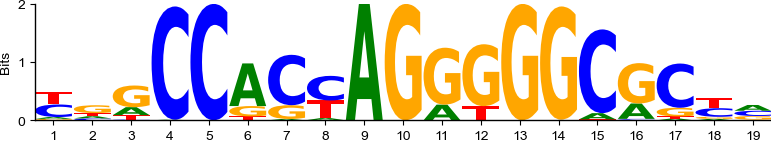 2
1
0
Bits
T G G C C A C C A G G G G G C G C T A
C G A C G T A T A A G C C
A T T T G A T C G
1 2 3 4 5 6 7 8 9 10 11 12 13 14 15 16 17 18 19